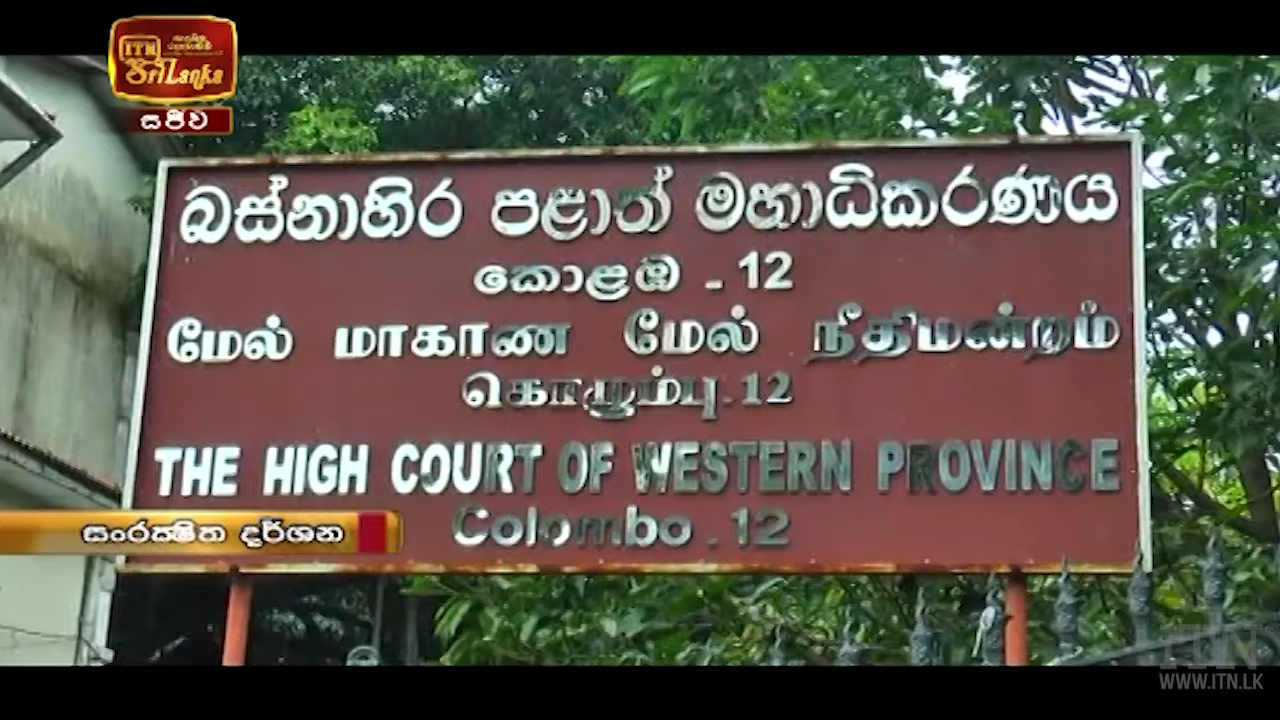 ITN
Sri Lanka
සජීව
බස්නාහිර පළාත් මහාධිකරණය
කොළඹ - 12
மேல் மாகாண மேல் நீதிமன்றம்
கொழும்பு 12
THE HIGH COURT OF WESTERN PROVINCE
Colombo . 12
සංරක්ෂිත දර්ශන
ITN
WWW.ITN.LK